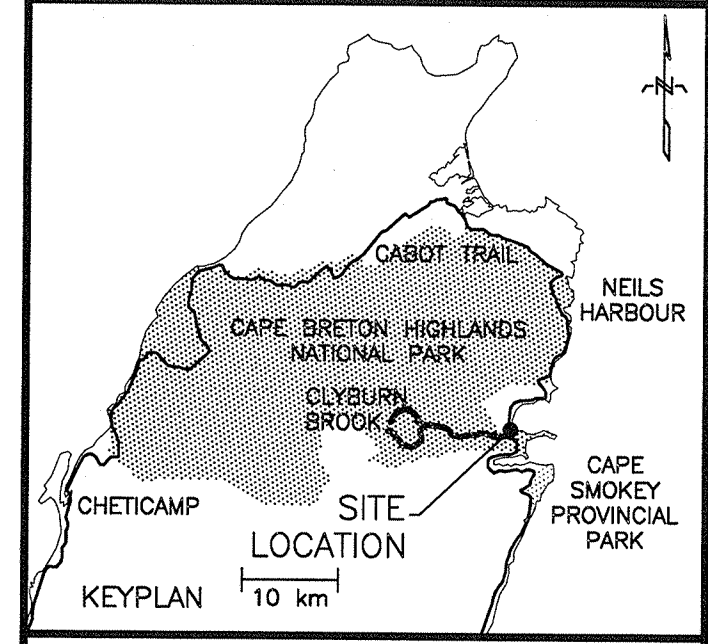 N
CABOT TRAIL
NEILS
HARBOUR
CAPE BRETON HIGHLANDS
NATIONAL PARK
CLYBURN
BROOK
CAPE
SMOKEY
PROVINCIAL
PARK
CHETICAMP
SITE
LOCATION
KEYPLAN
10 km